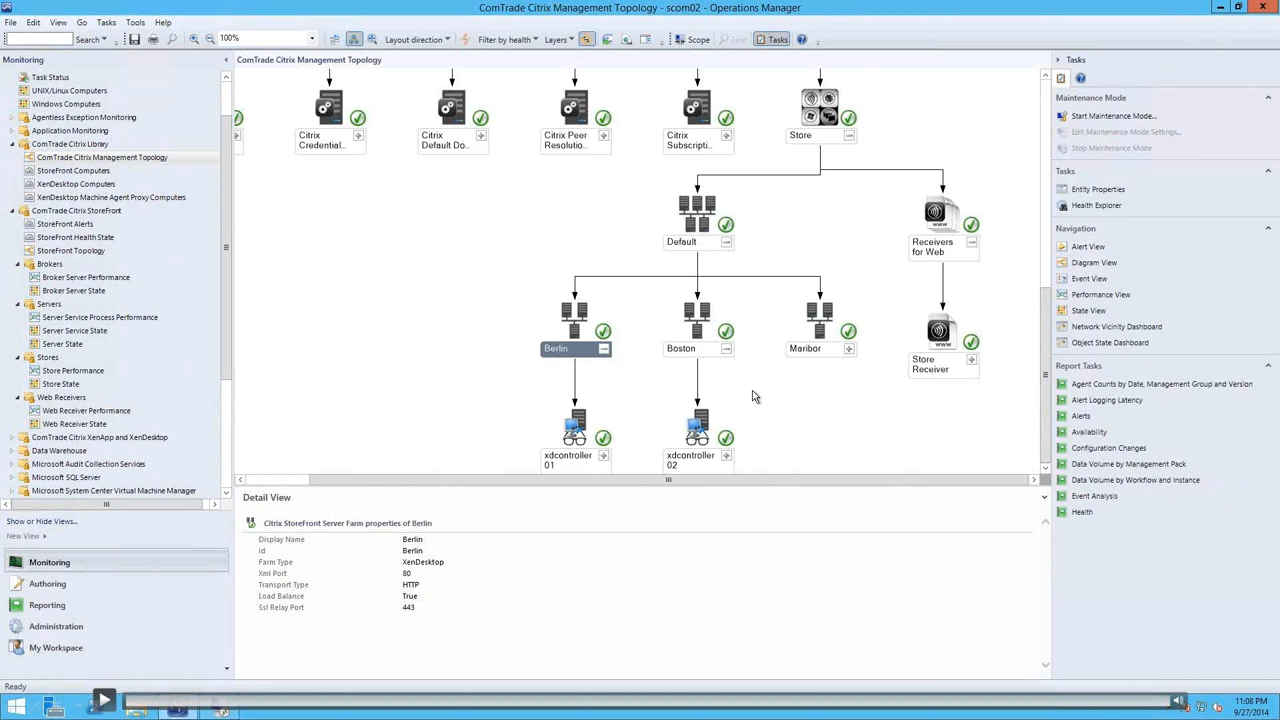 ComTrade Citrix Management Topology - scom02 - Operations Manager
File Edit View Go Tasks Tools Help
Search 100% Layout direction Filter by health Layers Scope Find Tasks
Monitoring
Task Status
UNIX/Linux Computers
Windows Computers
Agentless Exception Monitoring
Application Monitoring
ComTrade Citrix Library
ComTrade Citrix Management Topology
StoreFront Computers
XenDesktop Computers
XenDesktop Machine Agent Proxy Computers
ComTrade Citrix StoreFront
StoreFront Alerts
StoreFront Health State
StoreFront Topology
Brokers
Broker Server Performance
Broker Server State
Servers
Server Service Process Performance
Server Service State
Server State
Stores
Store Performance
Store State
Web Receivers
Web Receiver Performance
Web Receiver State
ComTrade Citrix XenApp and XenDesktop
Data Warehouse
Microsoft Audit Collection Services
Microsoft SQL Server
Microsoft System Center Virtual Machine Manager
Show or Hide Views...
New View
Monitoring
Authoring
Reporting
Administration
My Workspace
ComTrade Citrix Management Topology
Citrix
Credential...
Citrix
Default Do...
Citrix Peer
Resolutio...
Citrix
Subscripti...
Store
Default
Receivers
for Web
www
Berlin
Boston
Maribor
Store
Receiver
www
xdcontroller
01
xdcontroller
02
Detail View
Citrix StoreFront Server Farm properties of Berlin
Display Name Berlin
Id Berlin
Farm Type XenDesktop
Xml Port 80
Transport Type HTTP
Load Balance True
Ssl Relay Port 443
Tasks
Maintenance Mode
Start Maintenance Mode...
Edit Maintenance Mode Settings...
Stop Maintenance Mode
Tasks
Entity Properties
Health Explorer
Navigation
Alert View
Diagram View
Event View
Performance View
State View
Network Vicinity Dashboard
Object State Dashboard
Report Tasks
Agent Counts by Date, Management Group and Version
Alert Logging Latency
Alerts
Availability
Configuration Changes
Data Volume by Management Pack
Data Volume by Workflow and Instance
Event Analysis
Health
Ready
11:08 PM
9/27/2014